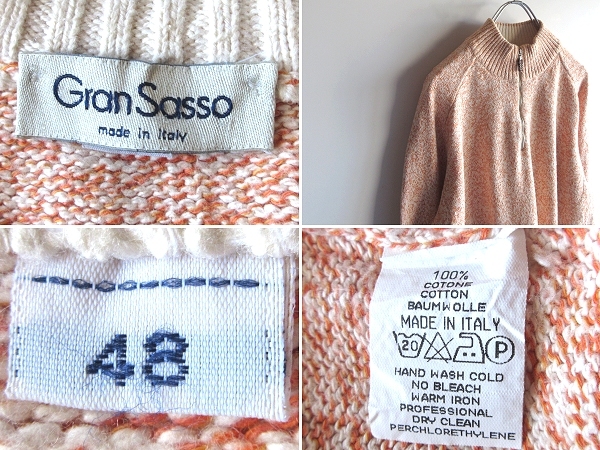 Gran Sasso
made in Italy
48
100%
COTONE
COTTON
BAUMWOLLE
MADE IN ITALY
20 P
HAND WASH COLD
NO BLEACH
WARM IRON
PROFESSIONAL
DRY CLEAN
PERCHLORETHYLENE